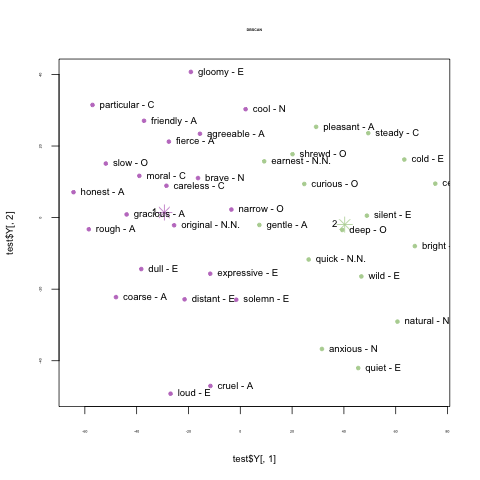 DBSCAN
gloomy - E
particular - C
cool - N
friendly - A
pleasant - A
agreeable - A
steady - C
fierce - A
shrewd - O
cold - E
slow - O
earnest - N.N.
moral - C
brave - N
careless - C
curious - O
honest - A
narrow - O
1
gracious - A
silent - E
original - N.N.
gentle - A
2
deep - O
rough - A
bright -
quick - N.N.
dull - E
expressive - E
wild - E
coarse - A
distant - E
solemn - E
natural - N
anxious - N
quiet - E
cruel - A
loud - E
test$Y[, 2]
test$Y[, 1]